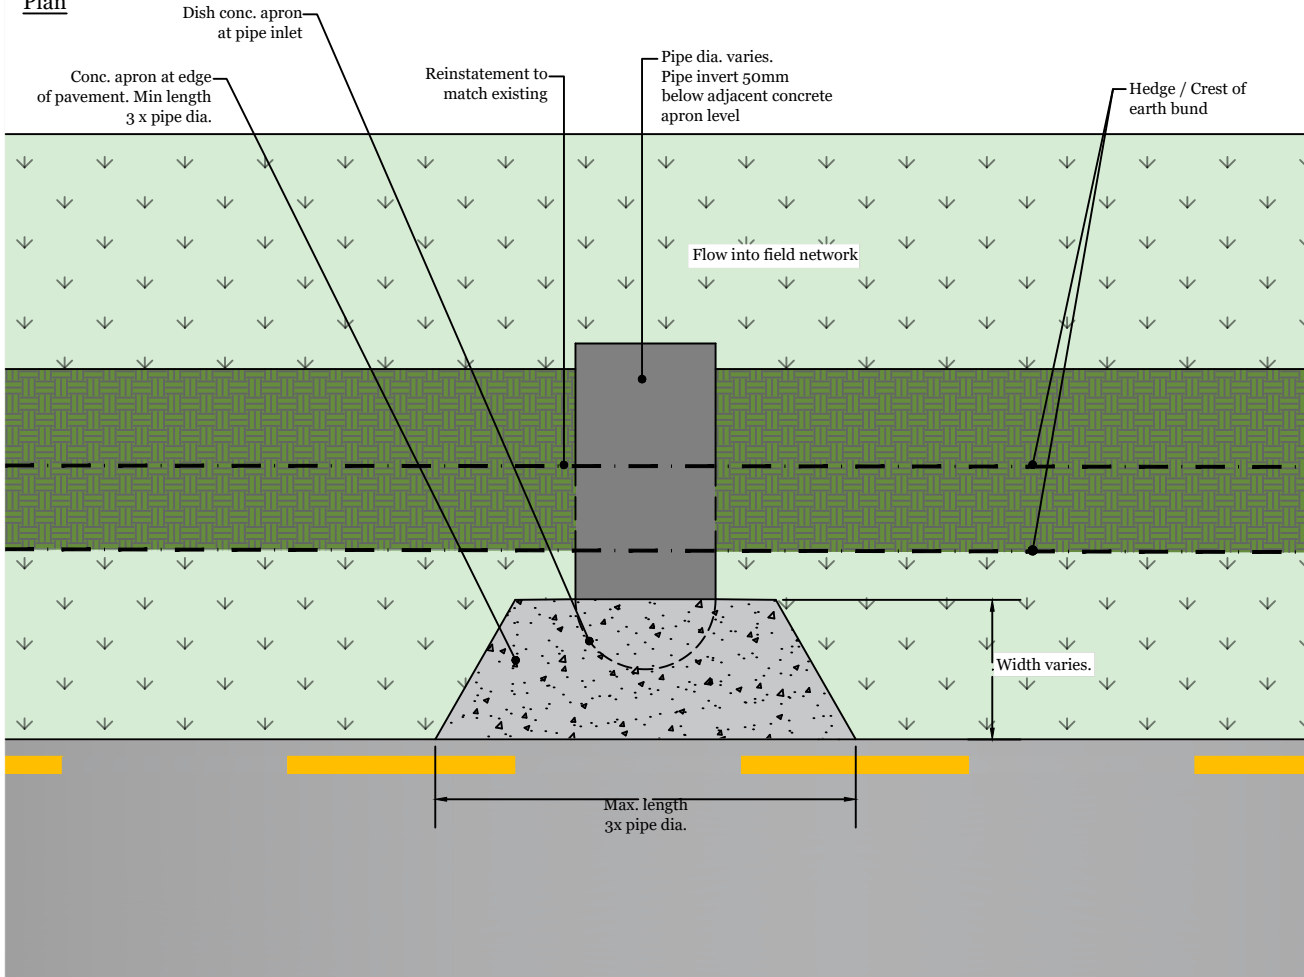 Plan
Dish conc. apron
at pipe inlet
Conc. apron at edge
of pavement. Min length
3 x pipe dia.
Reinstatement to
match existing
Pipe dia. varies.
Pipe invert 50mm
below adjacent concrete
apron level
Hedge / Crest of
earth bund
Flow into field network
Width varies.
Max. length
3x pipe dia.